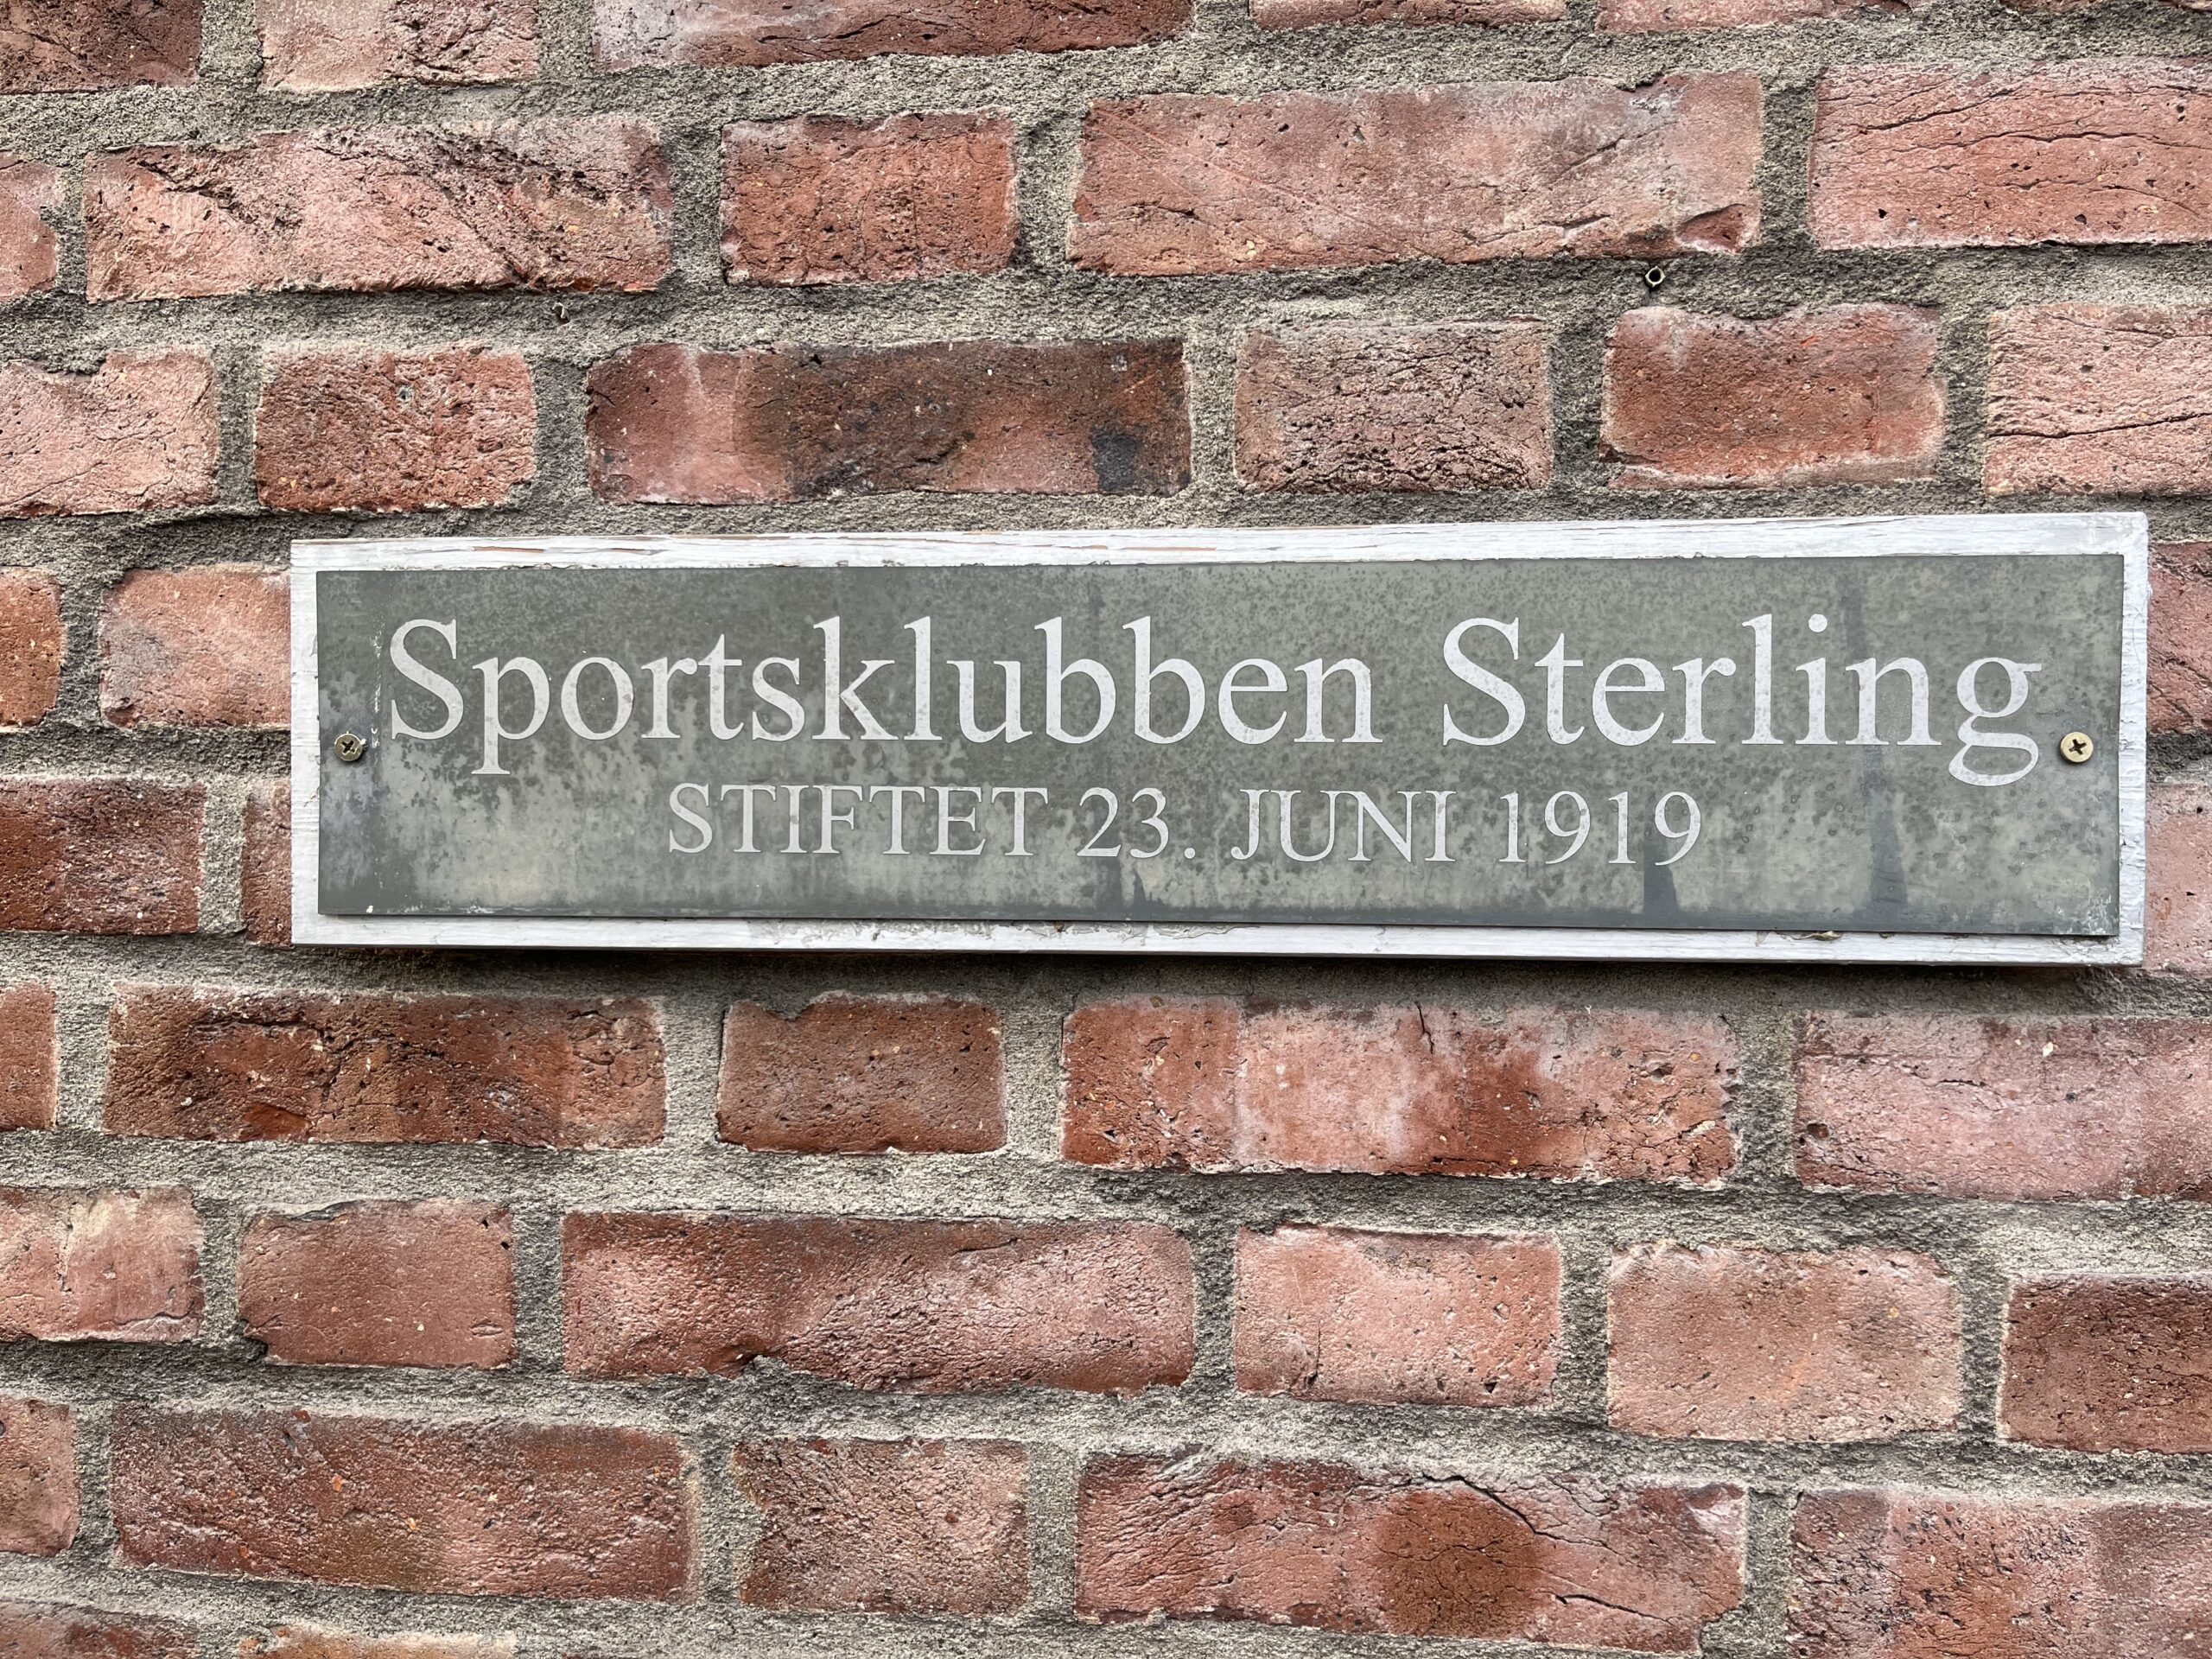 Sportsklubben Sterling
STIFTET 23. JUNI 1919